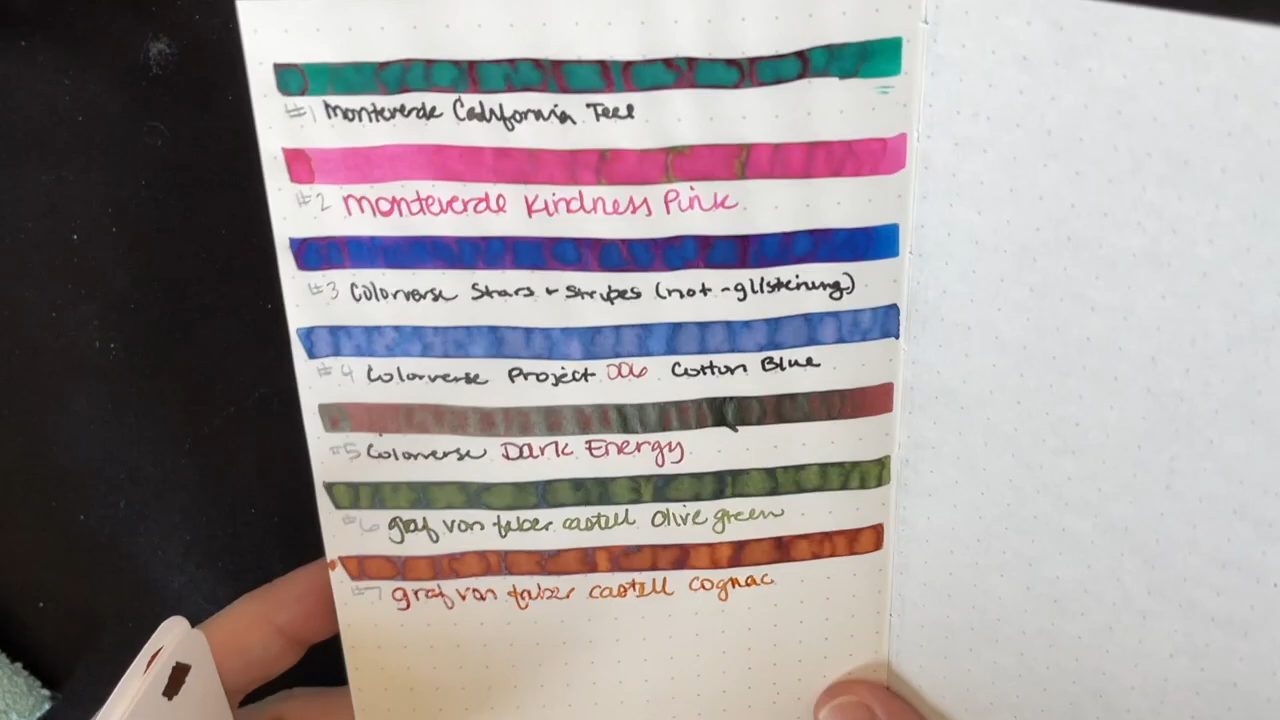 #1 Monteverde California Teel
#2 Monteverde Kindness Pink
#3 Colorverse Stars + Stripes (not-glistening)
#4 Colorverse Project 006 Cotton Blue
#5 Colorverse Dark Energy
#6 graf von faber castell Olive green
#7 graf von faber castell cognac